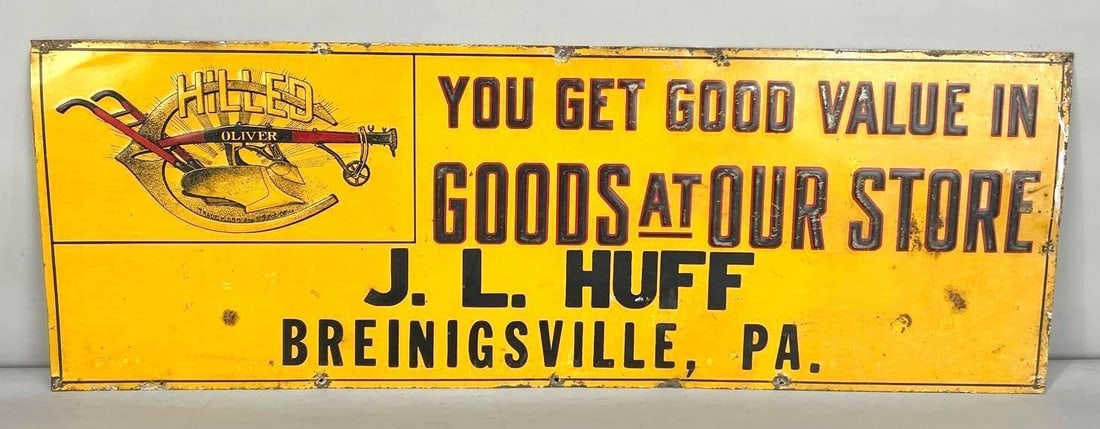 HILLED
OLIVER
YOU GET GOOD VALUE IN
GOODS AT OUR STORE
J. L. HUFF
BREINIGSVILLE, PA.